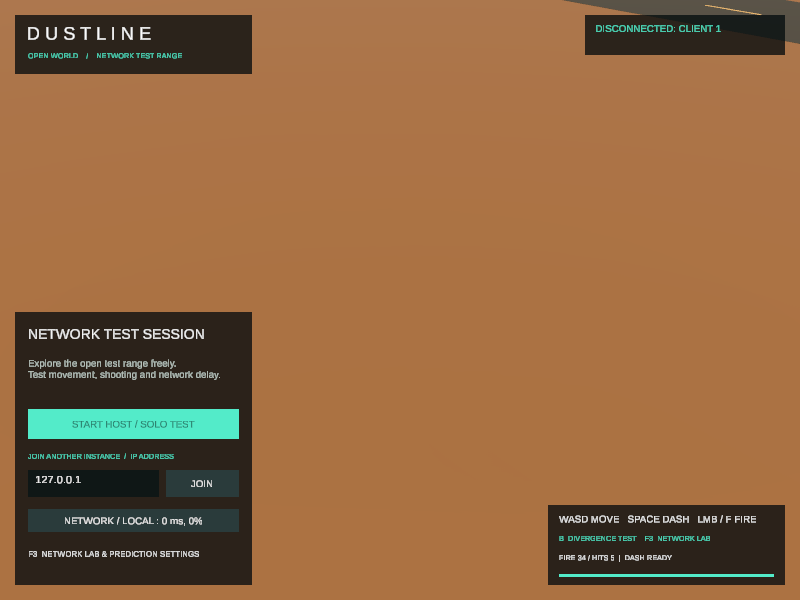 DUSTLINE
OPEN WORLD / NETWORK TEST RANGE
DISCONNECTED: CLIENT 1
NETWORK TEST SESSION
Explore the open test range freely.
Test movement, shooting and network delay.
START HOST / SOLO TEST
JOIN ANOTHER INSTANCE / IP ADDRESS
127.0.0.1
JOIN
NETWORK / LOCAL : 0 ms, 0%
F3 NETWORK LAB & PREDICTION SETTINGS
WASD MOVE SPACE DASH LMB / F FIRE
B DIVERGENCE TEST F3 NETWORK LAB
FIRE 34 / HITS 5 | DASH READY